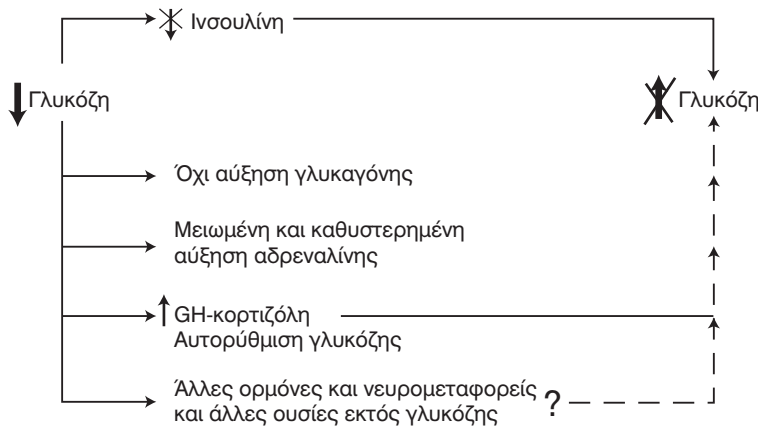 Ινσουλίνη
Γλυκόζη
Γλυκόζη
Όχι αύξηση γλυκαγόνης
Μειωμένη και καθυστερημένη
αύξηση αδρεναλίνης
GH-κορτιζόλη
Αυτορύθμιση γλυκόζης
Άλλες ορμόνες και νευρομεταφορείς
και άλλες ουσίες εκτός γλυκόζης
?